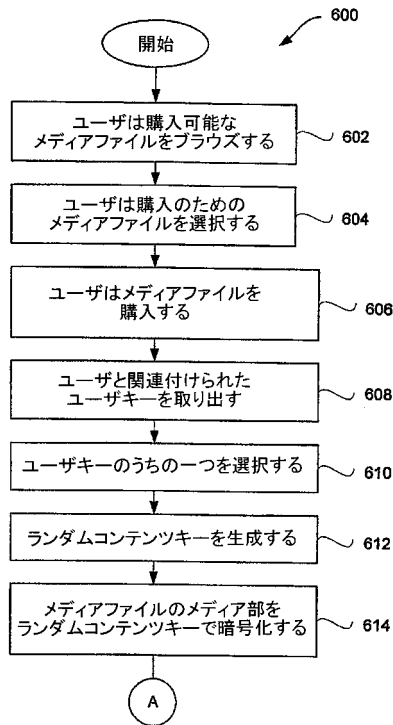 600
開始
ユーザは購入可能な
メディアファイルをブラウズする
602
ユーザは購入のための
メディアファイルを選択する
604
ユーザはメディアファイルを
購入する
606
ユーザと関連付けられた
ユーザキーを取り出す
608
ユーザキーのうちの一つを選択する
610
ランダムコンテンツキーを生成する
612
メディアファイルのメディア部を
ランダムコンテンツキーで暗号化する
614
A